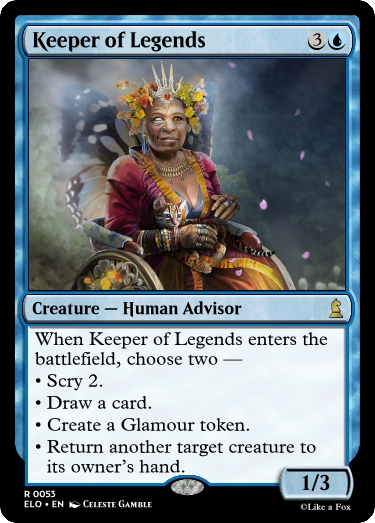 Keeper of Legends 3
Creature — Human Advisor
When Keeper of Legends enters the
battlefield, choose two —
• Scry 2.
• Draw a card.
• Create a Glamour token.
• Return another target creature to
its owner's hand.
1/3
R 0053
ELO • EN CELESTE GAMBLE
©Like a Fox